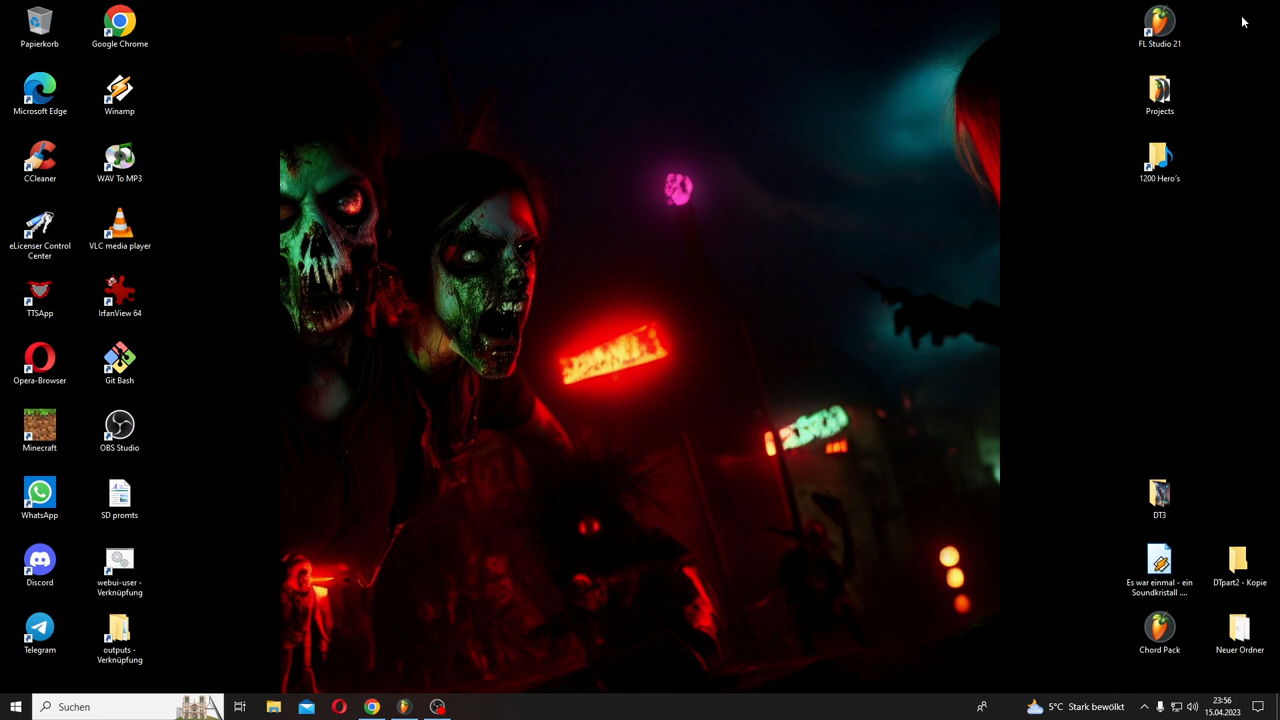 Papierkorb
Google Chrome
Microsoft Edge
Winamp
CCleaner
WAV To MP3
eLicenser Control
Center
VLC media player
TTSApp
IrfanView 64
Opera-Browser
Git Bash
Minecraft
OBS Studio
WhatsApp
SD promts
Discord
webui-user -
Verknüpfung
Telegram
outputs -
Verknüpfung
FL Studio 21
Projects
1200 Hero´s
DT3
Es war einmal - ein
Soundkristall ....
DTpart2 - Kopie
Chord Pack
Neuer Ordner
Suchen
5°C Stark bewölkt
23:56
15.04.2023